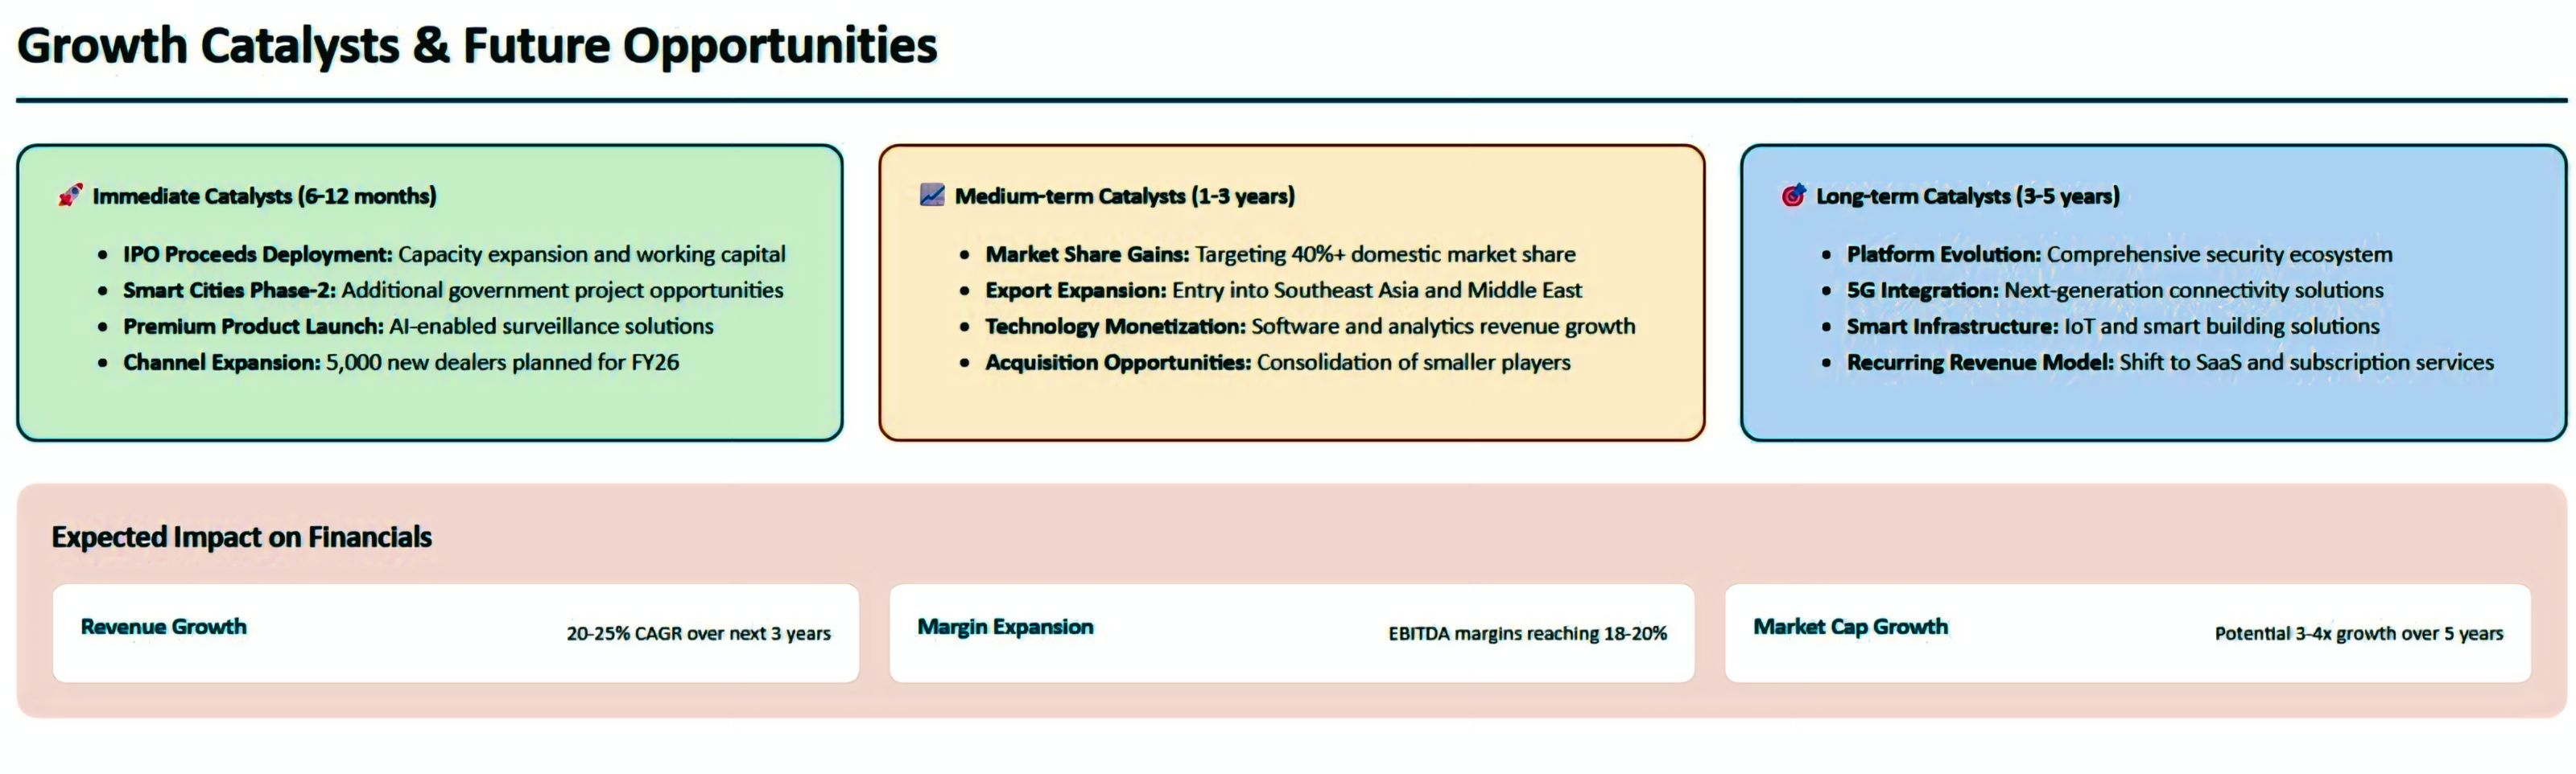 Growth Catalysts & Future Opportunities
Immediate Catalysts (6-12 months)
• IPO Proceeds Deployment: Capacity expansion and working capital
• Smart Cities Phase-2: Additional government project opportunities
• Premium Product Launch: AI-enabled surveillance solutions
• Channel Expansion: 5,000 new dealers planned for FY26
Medium-term Catalysts (1-3 years)
• Market Share Gains: Targeting 40%+ domestic market share
• Export Expansion: Entry into Southeast Asia and Middle East
• Technology Monetization: Software and analytics revenue growth
• Acquisition Opportunities: Consolidation of smaller players
Long-term Catalysts (3-5 years)
• Platform Evolution: Comprehensive security ecosystem
• 5G Integration: Next-generation connectivity solutions
• Smart Infrastructure: IoT and smart building solutions
• Recurring Revenue Model: Shift to SaaS and subscription services
Expected Impact on Financials
Revenue Growth
20-25% CAGR over next 3 years
Margin Expansion
EBITDA margins reaching 18-20%
Market Cap Growth
Potential 3-4x growth over 5 years